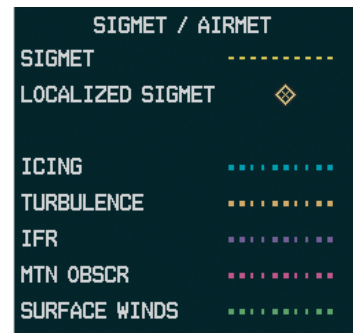 SIGMET / AIRMET
SIGMET
LOCALIZED SIGMET
ICING
TURBULENCE
IFR
MTN OBSCR
SURFACE WINDS